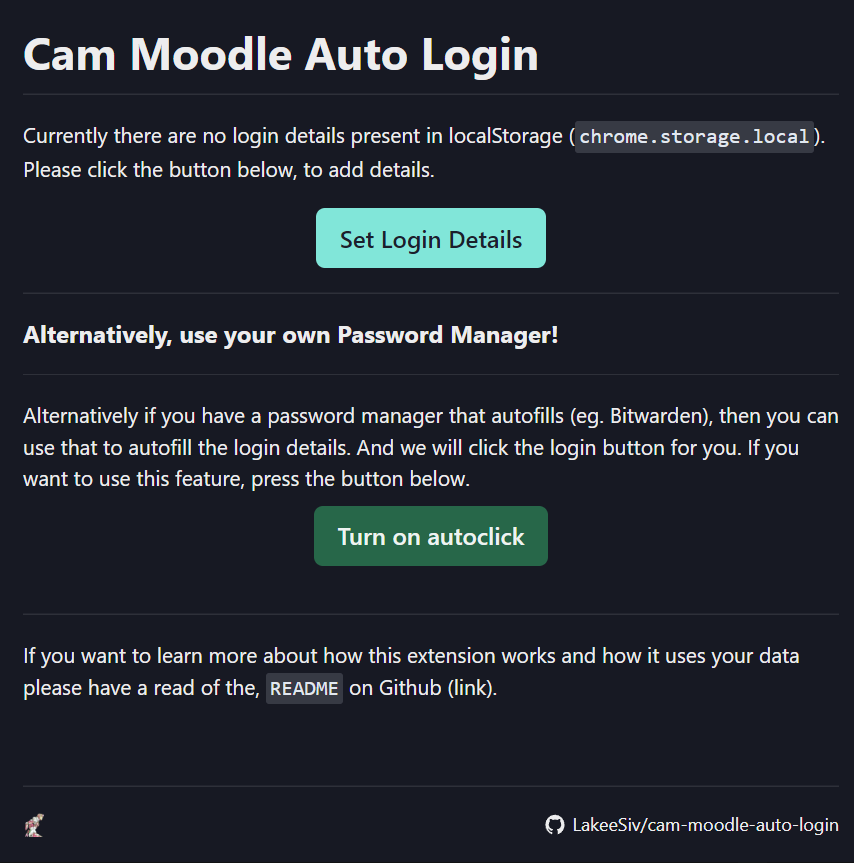 Cam Moodle Auto Login
Currently there are no login details present in localStorage (chrome.storage.local).
Please click the button below, to add details.
Set Login Details
Alternatively, use your own Password Manager!
Alternatively if you have a password manager that autofills (eg. Bitwarden), then you can
use that to autofill the login details. And we will click the login button for you. If you
want to use this feature, press the button below.
Turn on autoclick
If you want to learn more about how this extension works and how it uses your data
please have a read of the, README on Github (link).
LakeeSiv/cam-moodle-auto-login